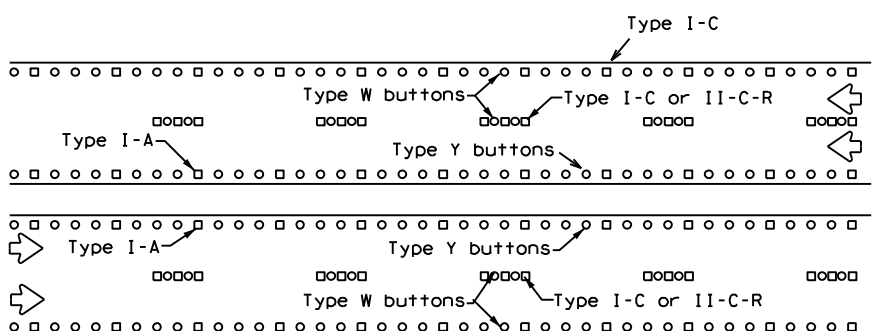 Type I-C
Type W buttons
Type I-C or II-C-R
Type I-A
Type Y buttons
Type I-A
Type Y buttons
Type W buttons
Type I-C or II-C-R